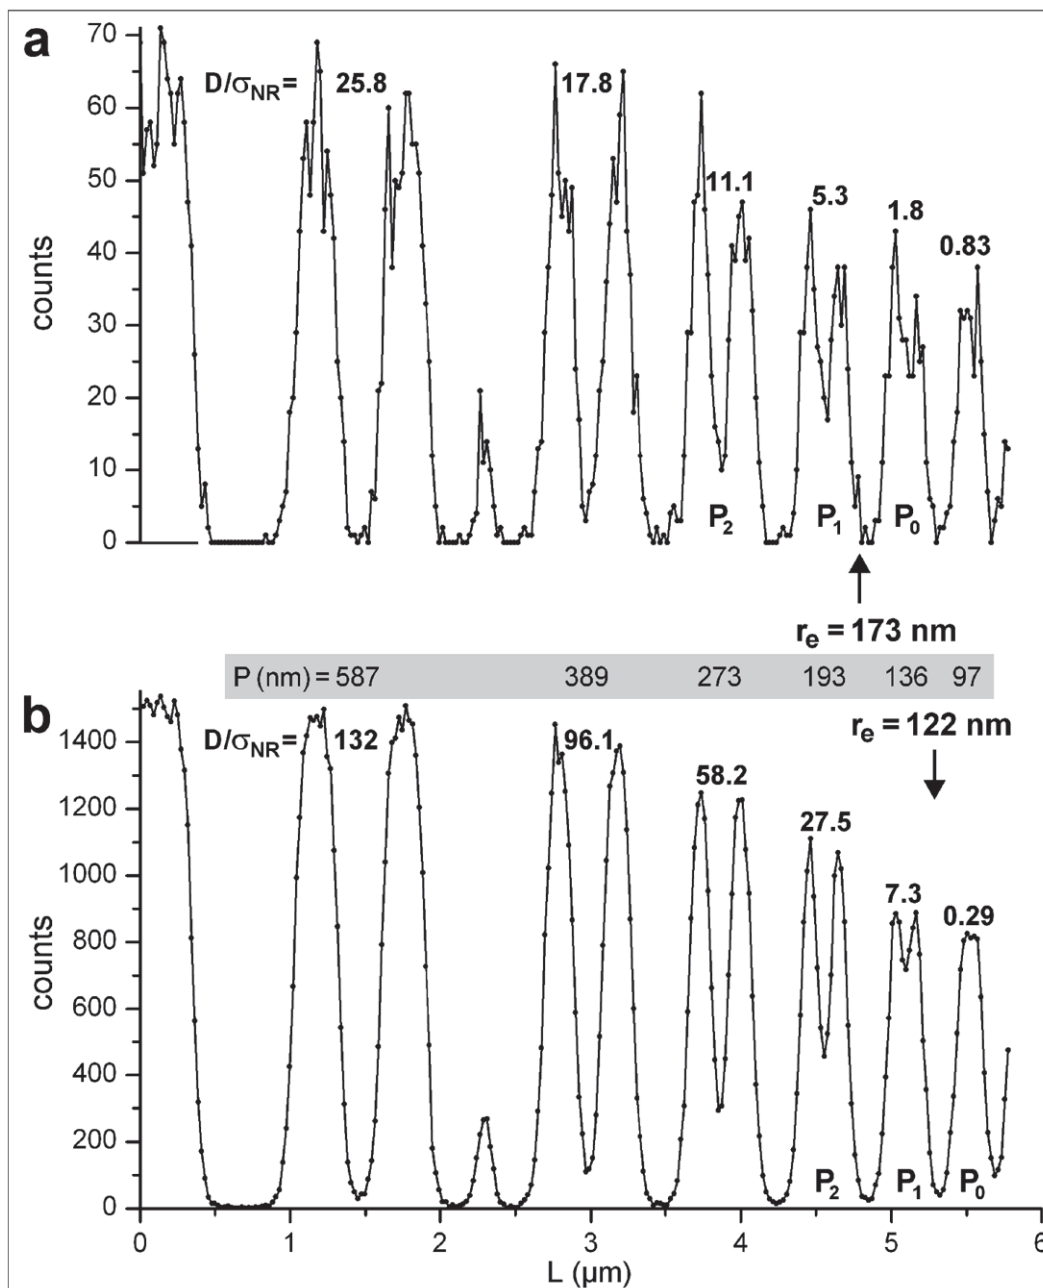 a
70
60
50
40
30
20
10
0
counts
D/σNR= 25.8 17.8 11.1 5.3 1.8 0.83
P2 P1 P0
re = 173 nm
P (nm) = 587 389 273 193 136 97
b
re = 122 nm
D/σNR= 132 96.1 58.2 27.5 7.3 0.29
1400
1200
1000
800
600
400
200
0
counts
P2 P1 P0
0 1 2 3 4 5 6
L (µm)